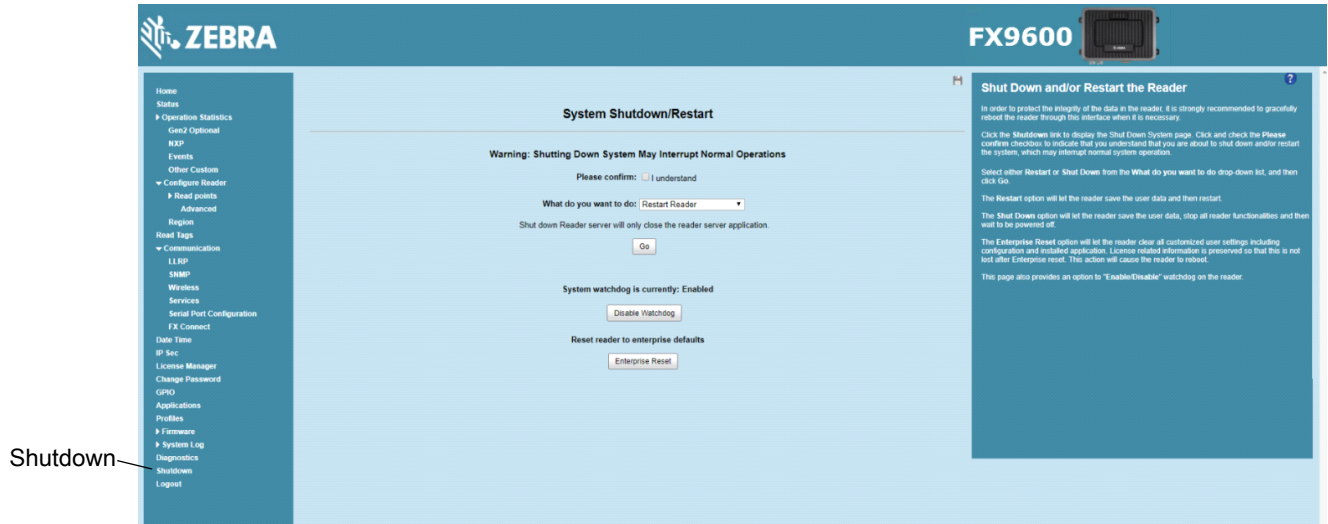 ZEBRA
FX9600
Home
Status
Operation Statistics
Gen2 Optional
NXP
Events
Other Custom
Configure Reader
Read points
Advanced
Region
Read Tags
Communication
LLRP
SNMP
Wireless
Services
Serial Port Configuration
FX Connect
Date Time
IP Sec
License Manager
Change Password
GPIO
Applications
Profiles
Firmware
System Log
Diagnostics
Shutdown
Logout
Shutdown
System Shutdown/Restart
Warning: Shutting Down System May Interrupt Normal Operations
Please confirm: I understand
What do you want to do: Restart Reader
Shut down Reader server will only close the reader server application.
Go
System watchdog is currently: Enabled
Disable Watchdog
Reset reader to enterprise defaults
Enterprise Reset
?
Shut Down and/or Restart the Reader
In order to protect the integrity of the data in the reader, it is strongly recommended to gracefully
reboot the reader through this interface when it is necessary.
Click the Shutdown link to display the Shut Down System page. Click and check the Please
confirm checkbox to indicate that you understand that you are about to shut down and/or restart
the system, which may interrupt normal system operation.
Select either Restart or Shut Down from the What do you want to do drop-down list, and then
click Go.
The Restart option will let the reader save the user data and then restart.
The Shut Down option will let the reader save the user data, stop all reader functionalities and then
wait to be powered off.
The Enterprise Reset option will let the reader clear all customized user settings including
configuration and installed application. License related information is preserved so that this is not
lost after Enterprise reset. This action will cause the reader to reboot.
This page also provides an option to "Enable/Disable" watchdog on the reader.